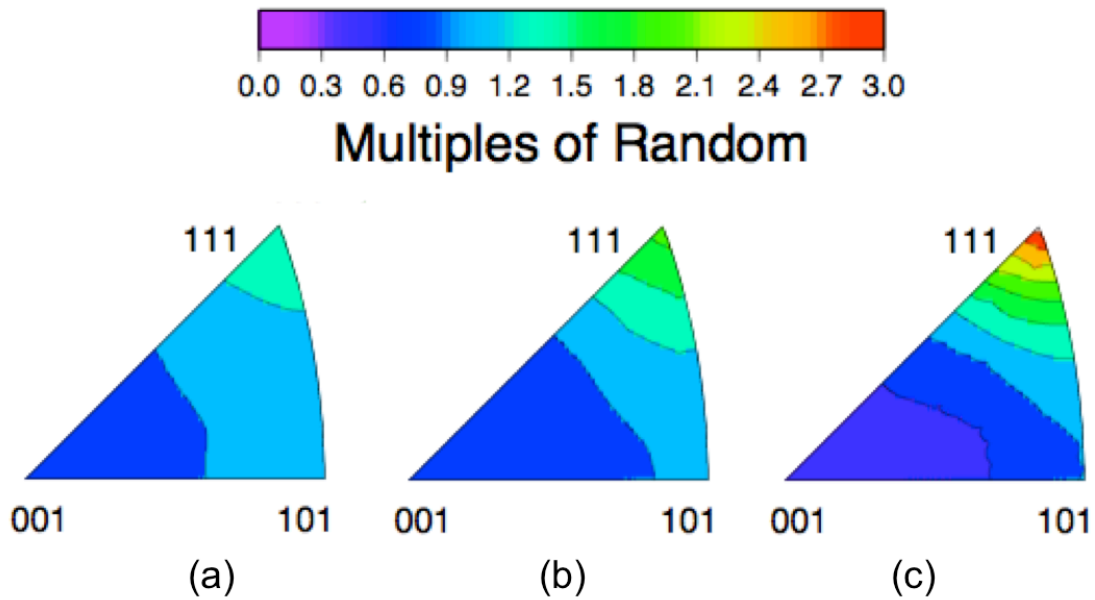 0.0 0.3 0.6 0.9 1.2 1.5 1.8 2.1 2.4 2.7 3.0
Multiples of Random
111 111 111
001 101 001 101 001 101
(a) (b) (c)